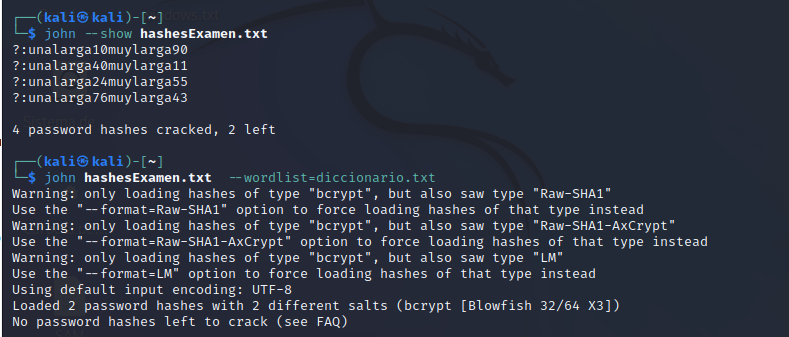 ┌──(kali㉿kali)-[~]
└─$ john --show hashesExamen.txt
?:unalarga10muylarga90
?:unalarga40muylarga11
?:unalarga24muylarga55
?:unalarga76muylarga43
4 password hashes cracked, 2 left
┌──(kali㉿kali)-[~]
└─$ john hashesExamen.txt  --wordlist=diccionario.txt
Warning: only loading hashes of type "bcrypt", but also saw type "Raw-SHA1"
Use the "--format=Raw-SHA1" option to force loading hashes of that type instead
Warning: only loading hashes of type "bcrypt", but also saw type "Raw-SHA1-AxCrypt"
Use the "--format=Raw-SHA1-AxCrypt" option to force loading hashes of that type instead
Warning: only loading hashes of type "bcrypt", but also saw type "LM"
Use the "--format=LM" option to force loading hashes of that type instead
Using default input encoding: UTF-8
Loaded 2 password hashes with 2 different salts (bcrypt [Blowfish 32/64 X3])
No password hashes left to crack (see FAQ)